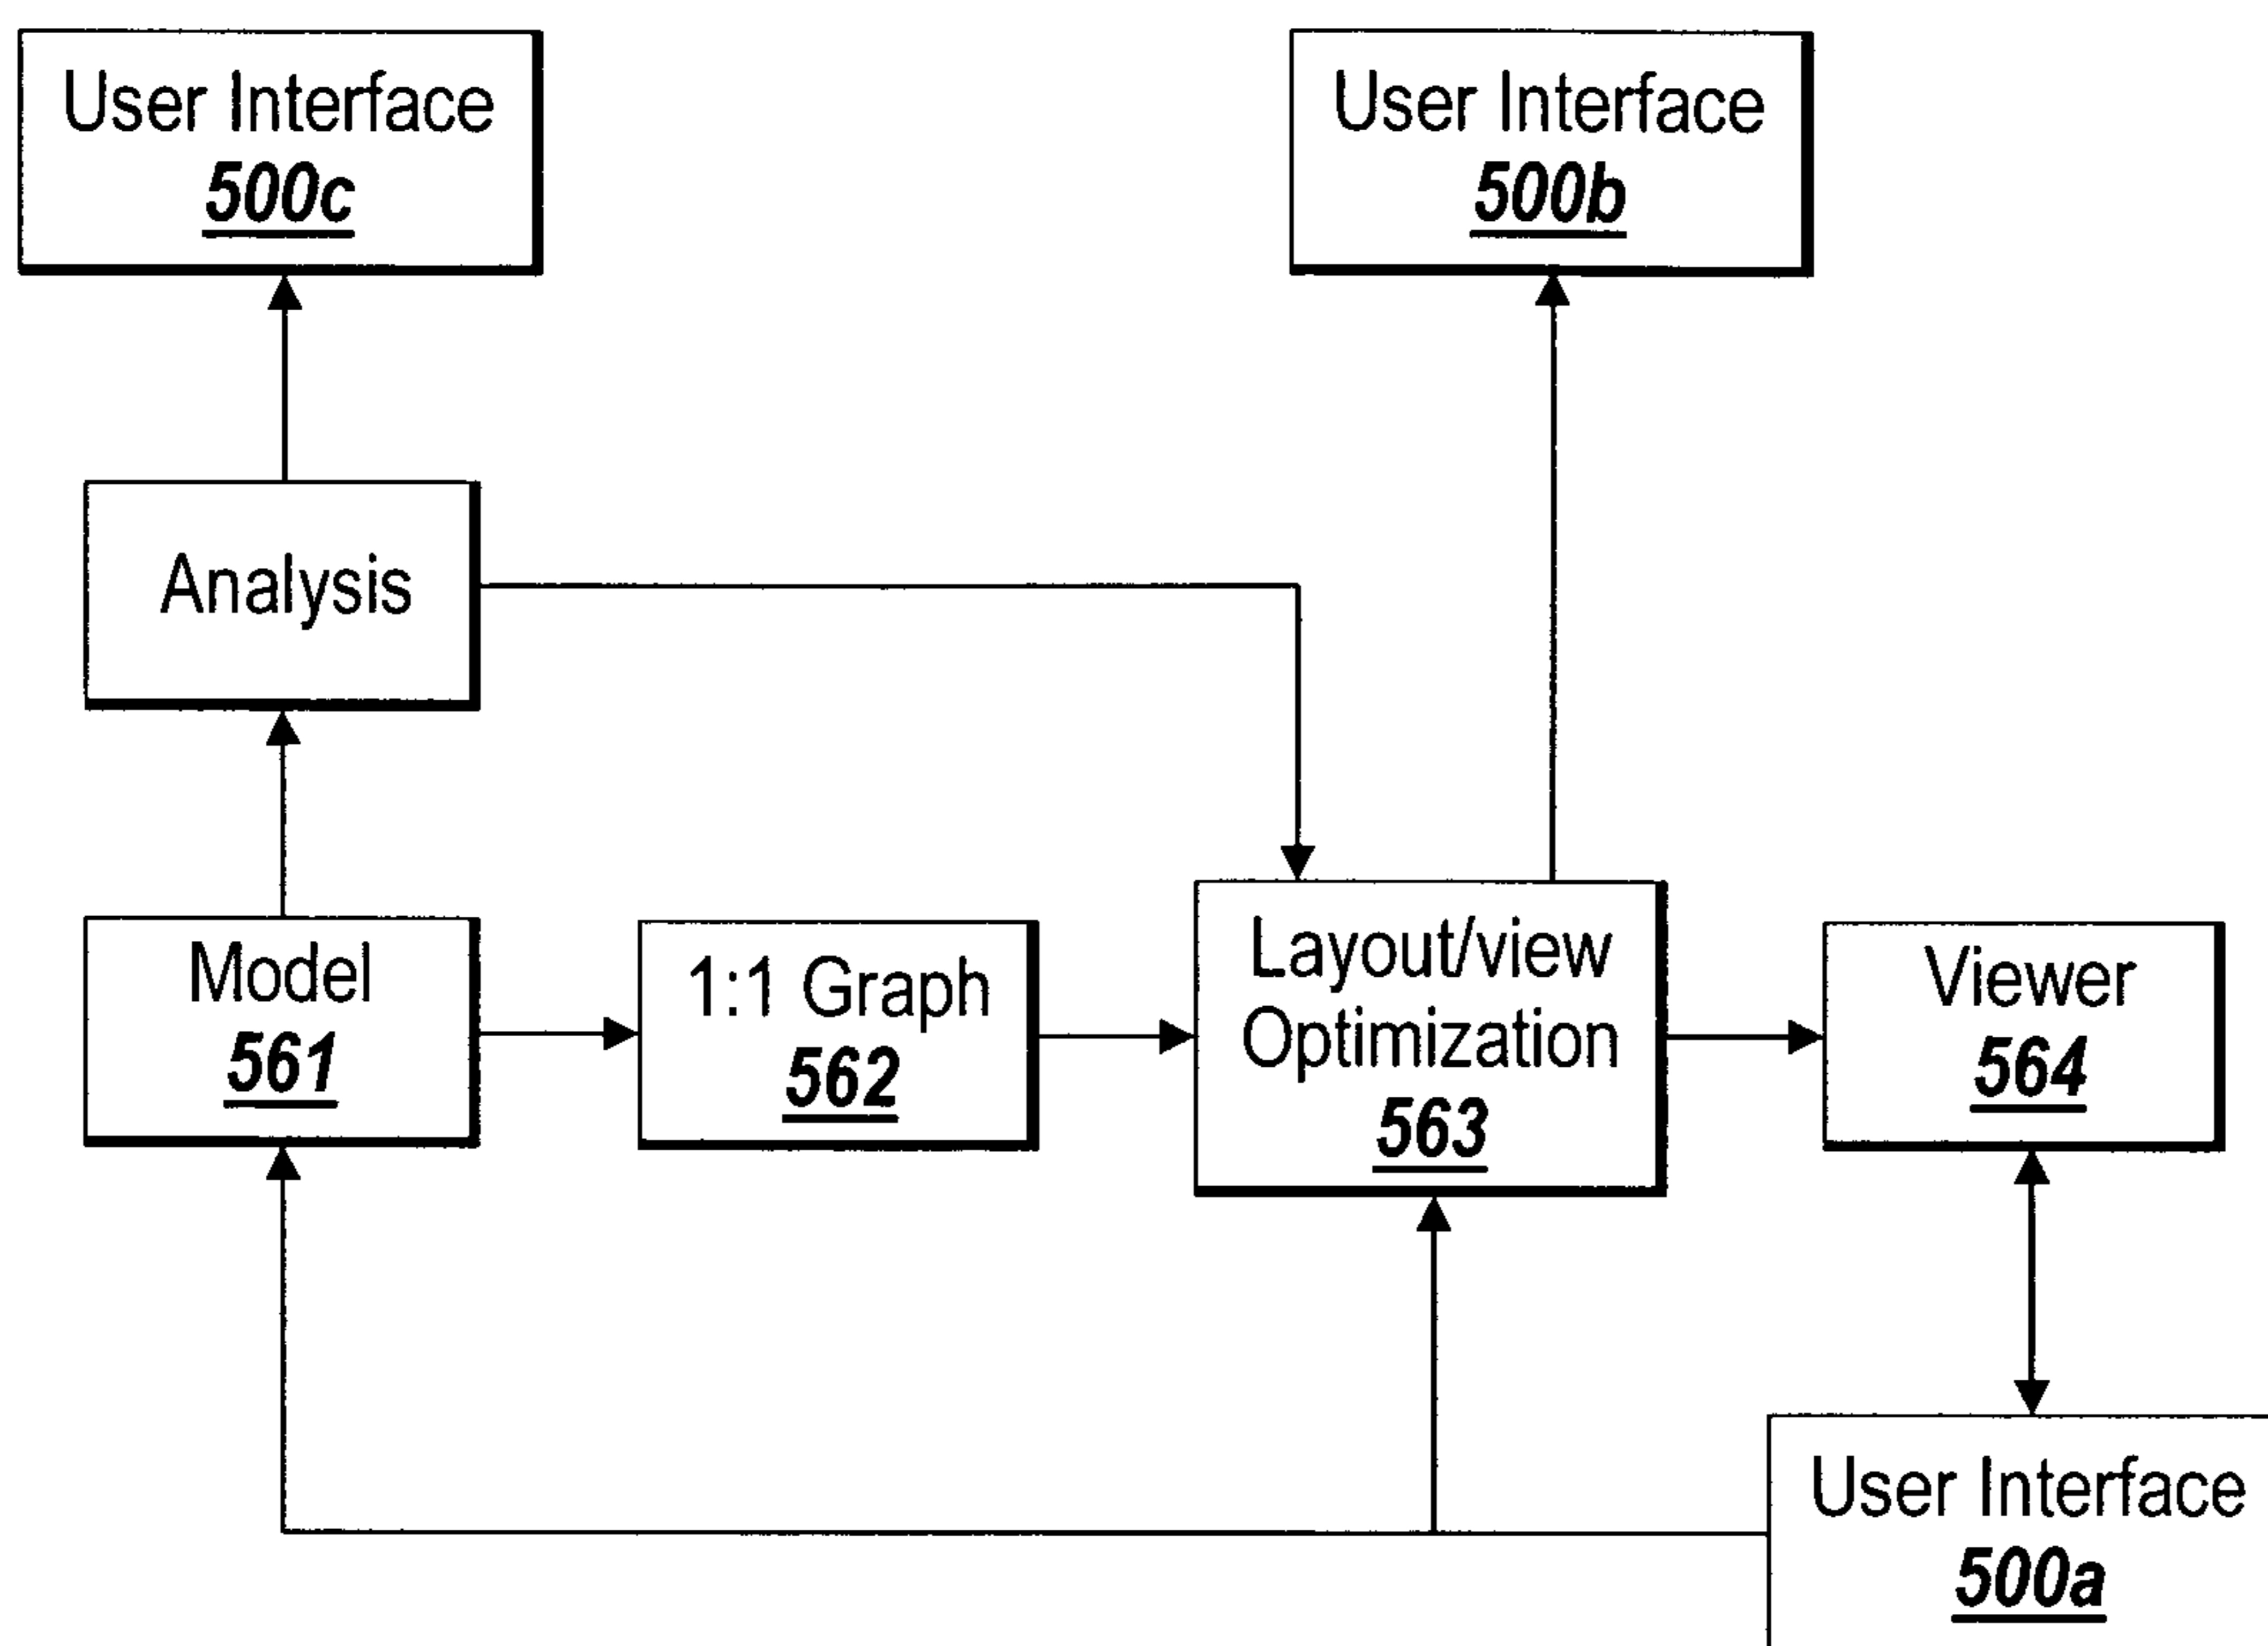 User Interface
500c
User Interface
500b
Analysis
Model
561
1:1 Graph
562
Layout/view
Optimization
563
Viewer
564
User Interface
500a